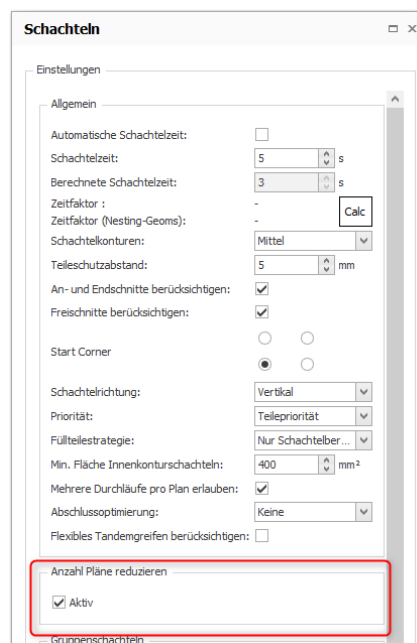 Schachteln
Einstellungen
Allgemein
Automatische Schachtelzeit:
Schachtelzeit: 5 s
Berechnete Schachtelzeit: 3 s
Zeitfaktor : -
Zeitfaktor (Nesting-Geoms): -
Calc
Schachtelkonturen: Mittel
Teileschutzabstand: 5 mm
An- und Endschnitte berücksichtigen:
Freischnitte berücksichtigen:
Start Corner
Schachtelrichtung: Vertikal
Priorität: Teilepriorität
Füllteilestrategie: Nur Schachtelber...
Min. Fläche Innenkonturschachteln: 400 mm²
Mehrere Durchläufe pro Plan erlauben:
Abschlussoptimierung: Keine
Flexibles Tandemgreifen berücksichtigen:
Anzahl Pläne reduzieren
Aktiv
Gruppenschachteln